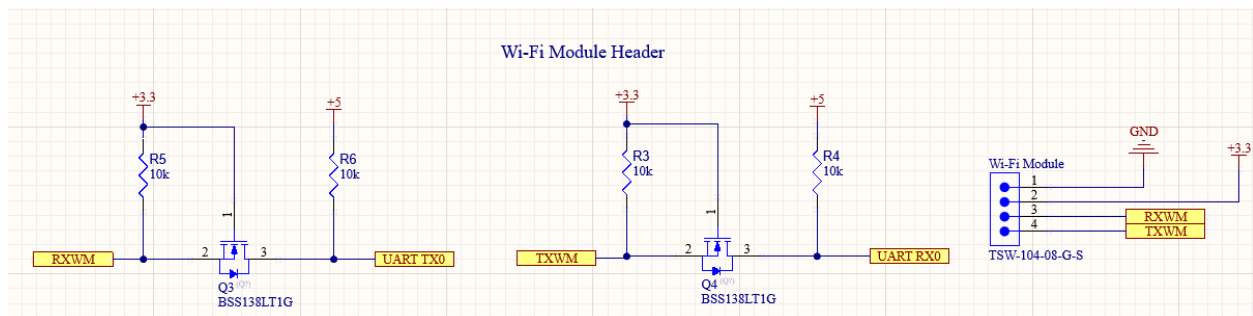 Wi-Fi Module Header
+3.3
+5
R5
10k
R6
10k
1
2
3
RXWM
UART TX0
Q3 (Q?)
BSS138LT1G
+3.3
+5
R3
10k
R4
10k
1
2
3
TXWM
UART RX0
Q4 (Q?)
BSS138LT1G
GND
+3.3
Wi-Fi Module
1
2
3
4
RXWM
TXWM
TSW-104-08-G-S